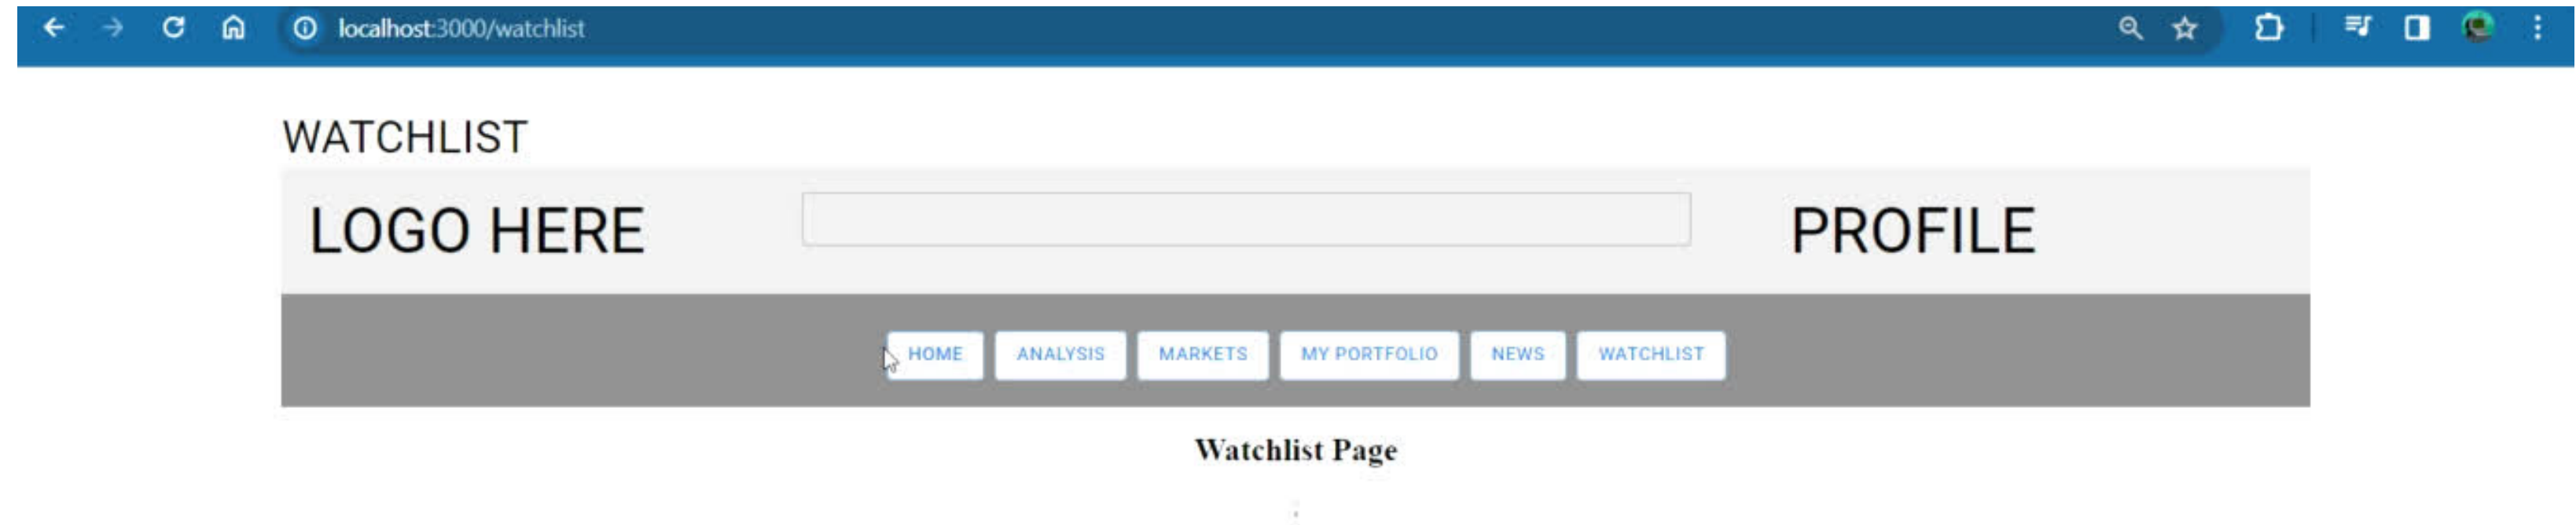 localhost:3000/watchlist
WATCHLIST
LOGO HERE PROFILE
HOME ANALYSIS MARKETS MY PORTFOLIO NEWS WATCHLIST
Watchlist Page